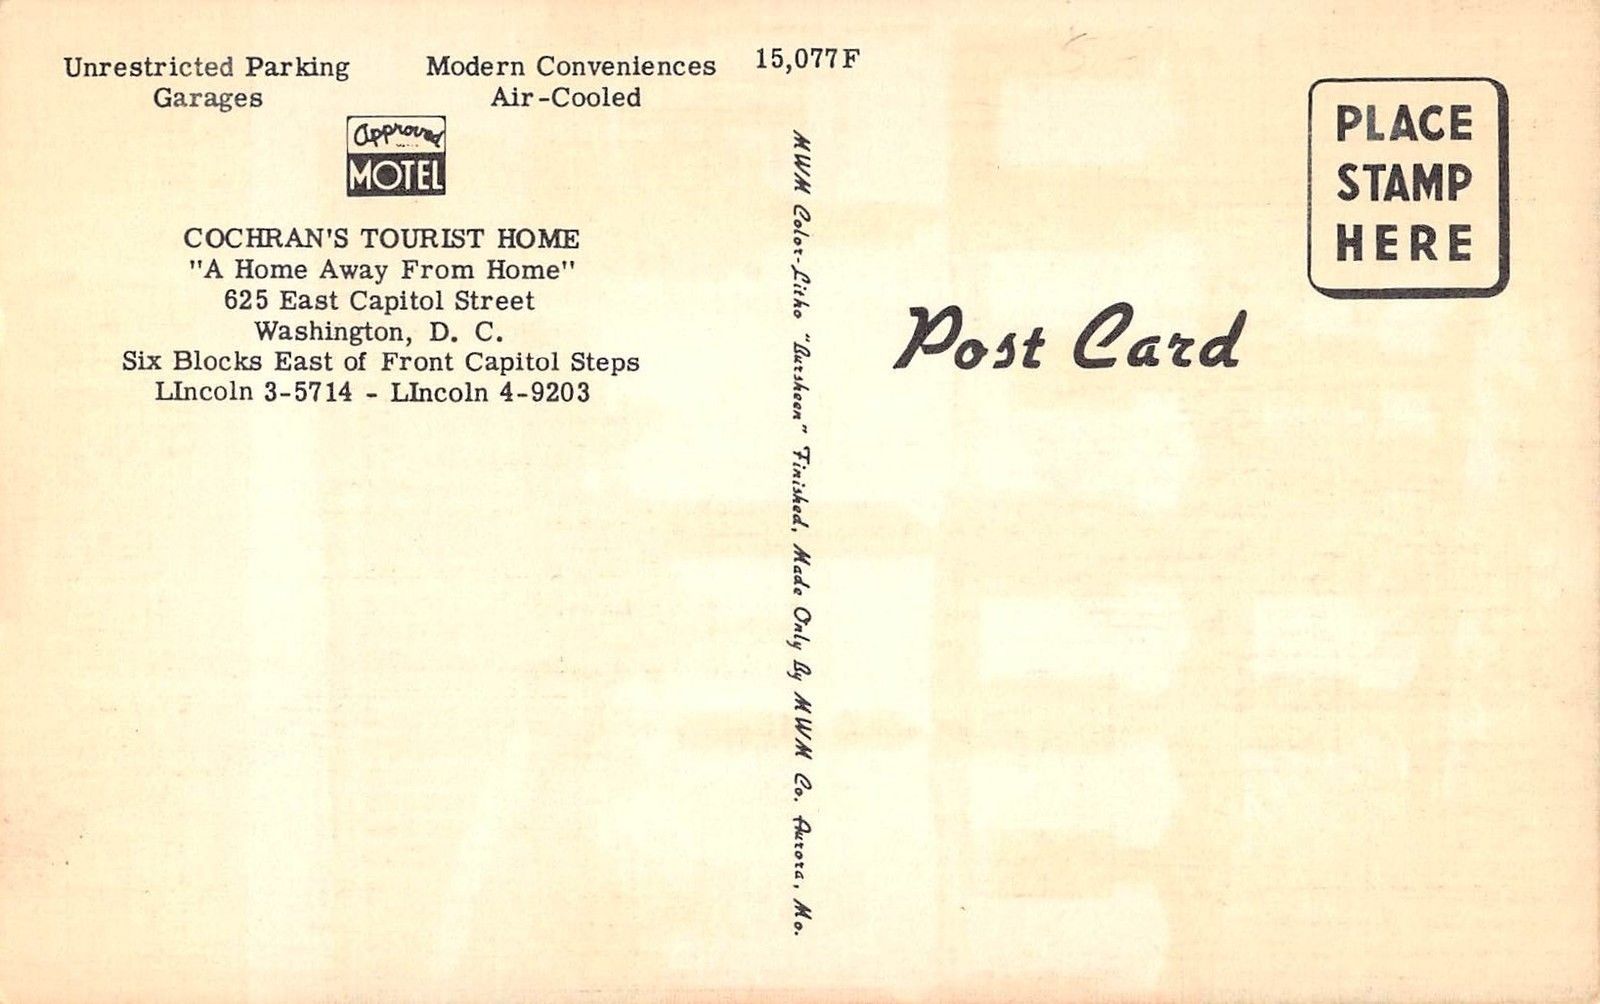 Unrestricted Parking
Garages
Modern Conveniences
Air-Cooled
15,077F
Approved
MOTEL
COCHRAN'S TOURIST HOME
"A Home Away From Home"
625 East Capitol Street
Washington, D. C.
Six Blocks East of Front Capitol Steps
LIncoln 3-5714 - LIncoln 4-9203
MWM Color-Litho "Bursheen" Finished, Made Only By MWM Co. Aurora, Mo.
PLACE
STAMP
HERE
Post Card